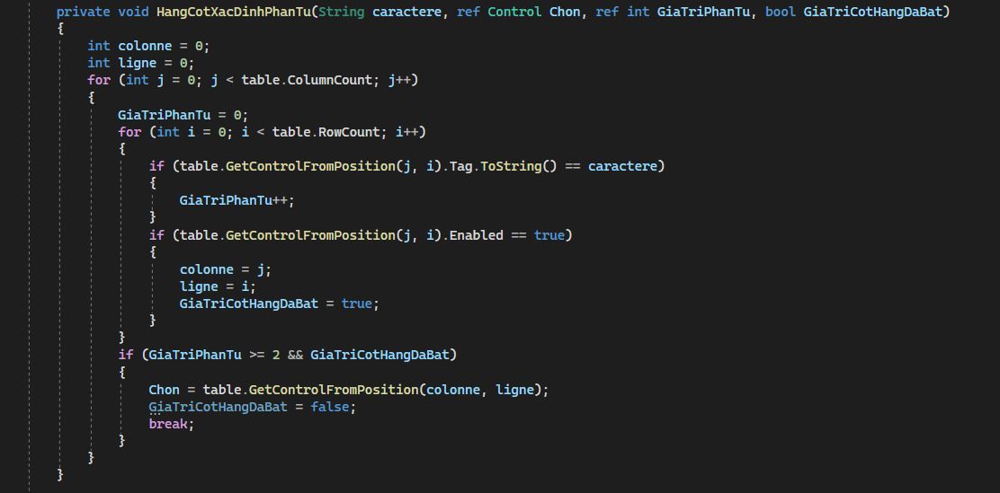 private void HangCotXacDinhPhanTu(String caractere, ref Control Chon, ref int GiaTriPhanTu, bool GiaTriCotHangDaBat)
{
int colonne = 0;
int ligne = 0;
for (int j = 0; j < table.ColumnCount; j++)
{
GiaTriPhanTu = 0;
for (int i = 0; i < table.RowCount; i++)
{
if (table.GetControlFromPosition(j, i).Tag.ToString() == caractere)
{
GiaTriPhanTu++;
}
if (table.GetControlFromPosition(j, i).Enabled == true)
{
colonne = j;
ligne = i;
GiaTriCotHangDaBat = true;
}
}
if (GiaTriPhanTu >= 2 && GiaTriCotHangDaBat)
{
Chon = table.GetControlFromPosition(colonne, ligne);
GiaTriCotHangDaBat = false;
break;
}
}
}